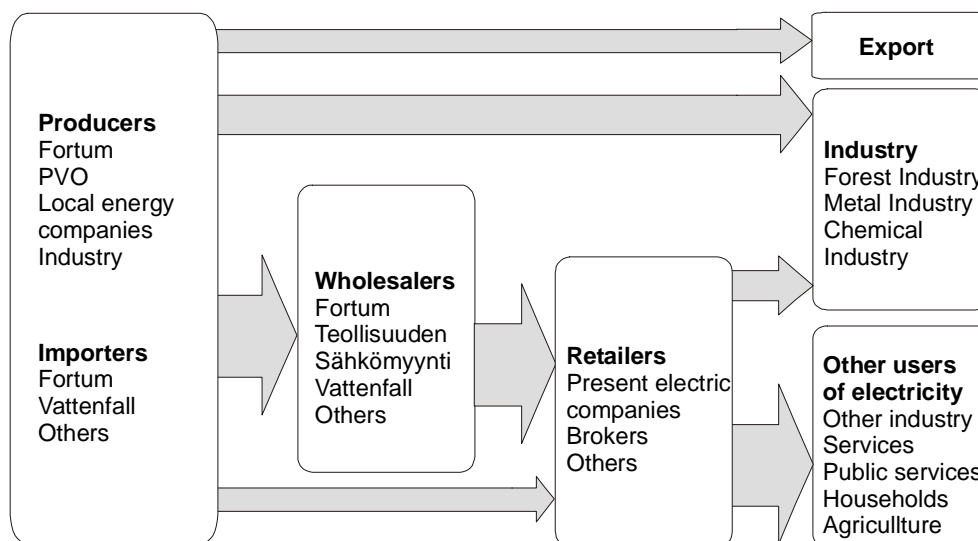 Producers
Fortum
PVO
Local energy
companies
Industry
Importers
Fortum
Vattenfall
Others
Wholesalers
Fortum
Teollisuuden
Sähkömyynti
Vattenfall
Others
Retailers
Present electric
companies
Brokers
Others
Export
Industry
Forest Industry
Metal Industry
Chemical
Industry
Other users
of electricity
Other industry
Services
Public services
Households
Agricullture